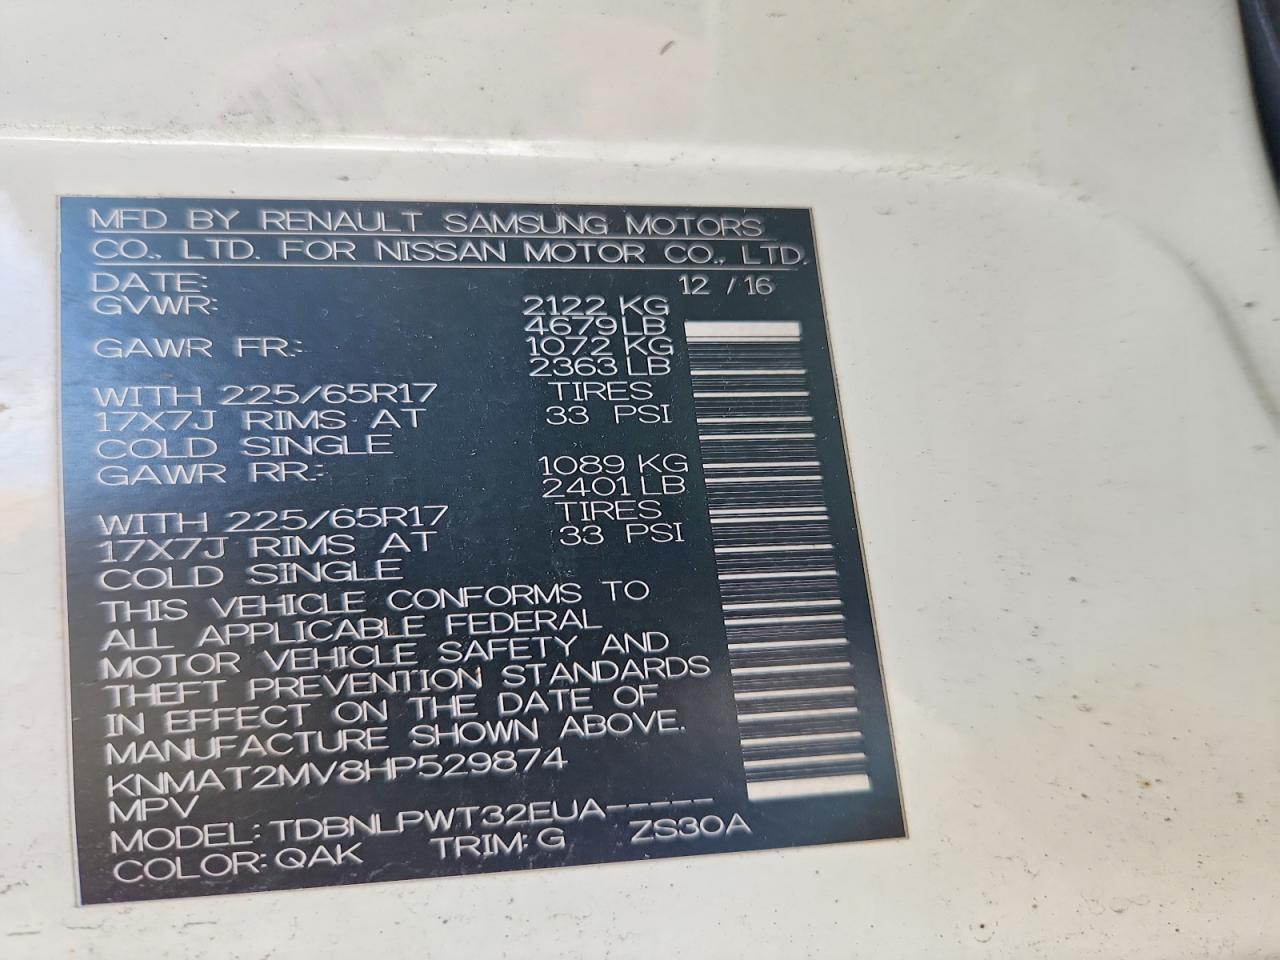 MFD BY RENAULT SAMSUNG MOTORS
CO., LTD. FOR NISSAN MOTOR CO., LTD.
DATE: 12 / 16
GVWR: 2122 KG
4679 LB
GAWR FR.: 1072 KG
2363 LB
WITH 225/65R17 TIRES
17X7J RIMS AT 33 PSI
COLD SINGLE
GAWR RR.: 1089 KG
2401 LB
WITH 225/65R17 TIRES
17X7J RIMS AT 33 PSI
COLD SINGLE
THIS VEHICLE CONFORMS TO
ALL APPLICABLE FEDERAL
MOTOR VEHICLE SAFETY AND
THEFT PREVENTION STANDARDS
IN EFFECT ON THE DATE OF
MANUFACTURE SHOWN ABOVE.
KNMAT2MV8HP529874
MPV
MODEL: TDBNLPWT32EUA-----
COLOR: QAK TRIM: G ZS30A